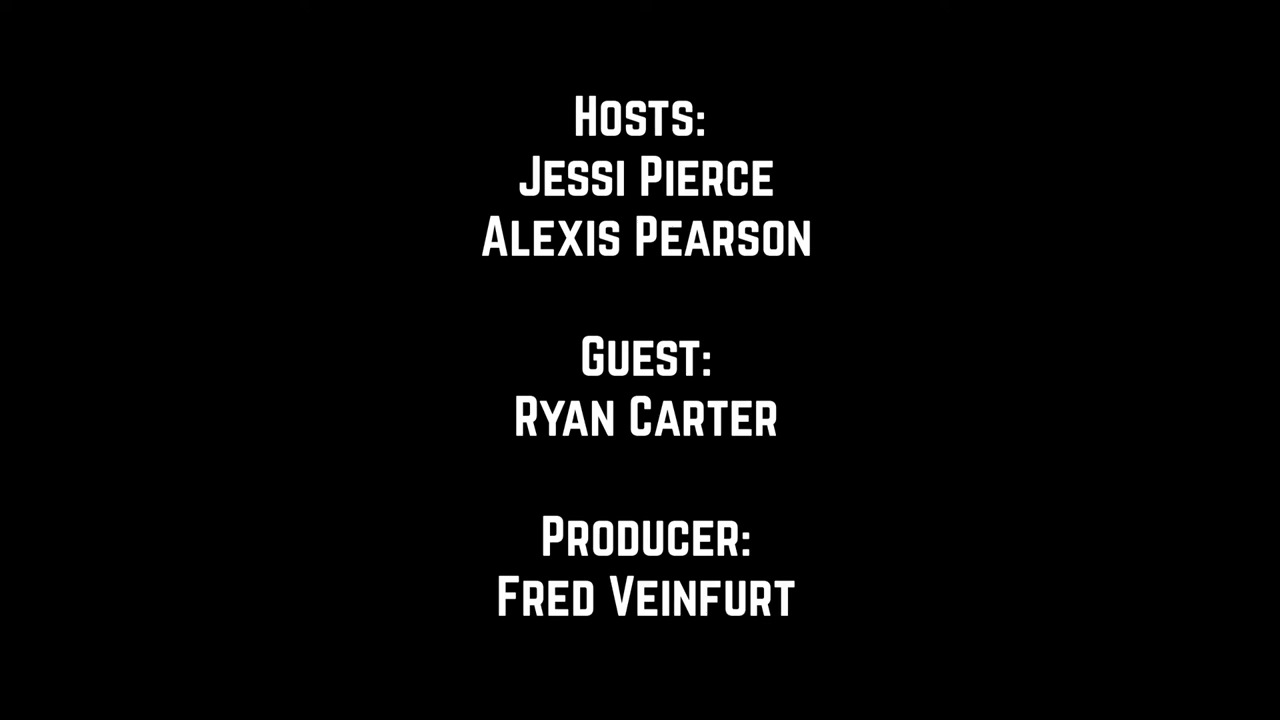 Hosts:
Jessi Pierce
Alexis Pearson
Guest:
Ryan Carter
Producer:
Fred Veinfurt